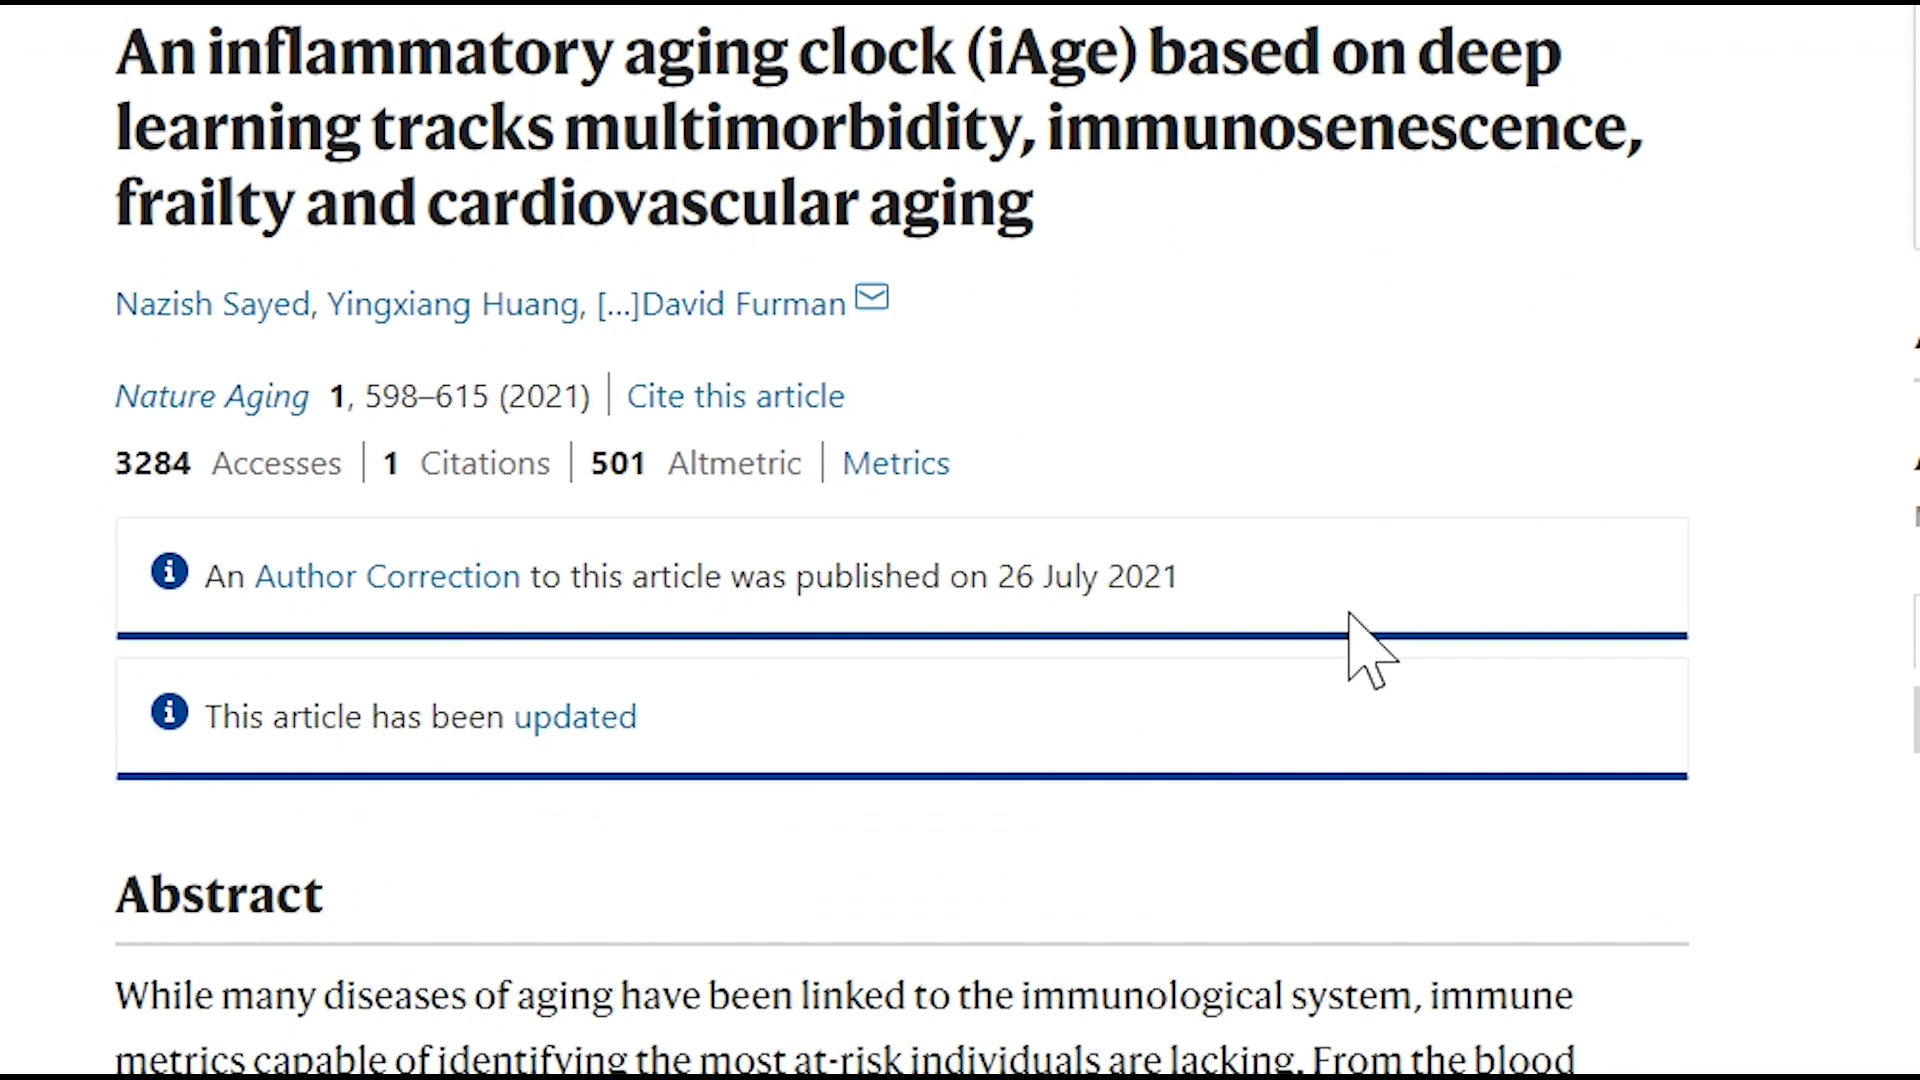 An inflammatory aging clock (iAge) based on deep
learning tracks multimorbidity, immunosenescence,
frailty and cardiovascular aging
Nazish Sayed, Yingxiang Huang, [...]David Furman
Nature Aging 1, 598–615 (2021) | Cite this article
3284 Accesses | 1 Citations | 501 Altmetric | Metrics
An Author Correction to this article was published on 26 July 2021
This article has been updated
Abstract
While many diseases of aging have been linked to the immunological system, immune
metrics capable of identifying the most at-risk individuals are lacking. From the blood